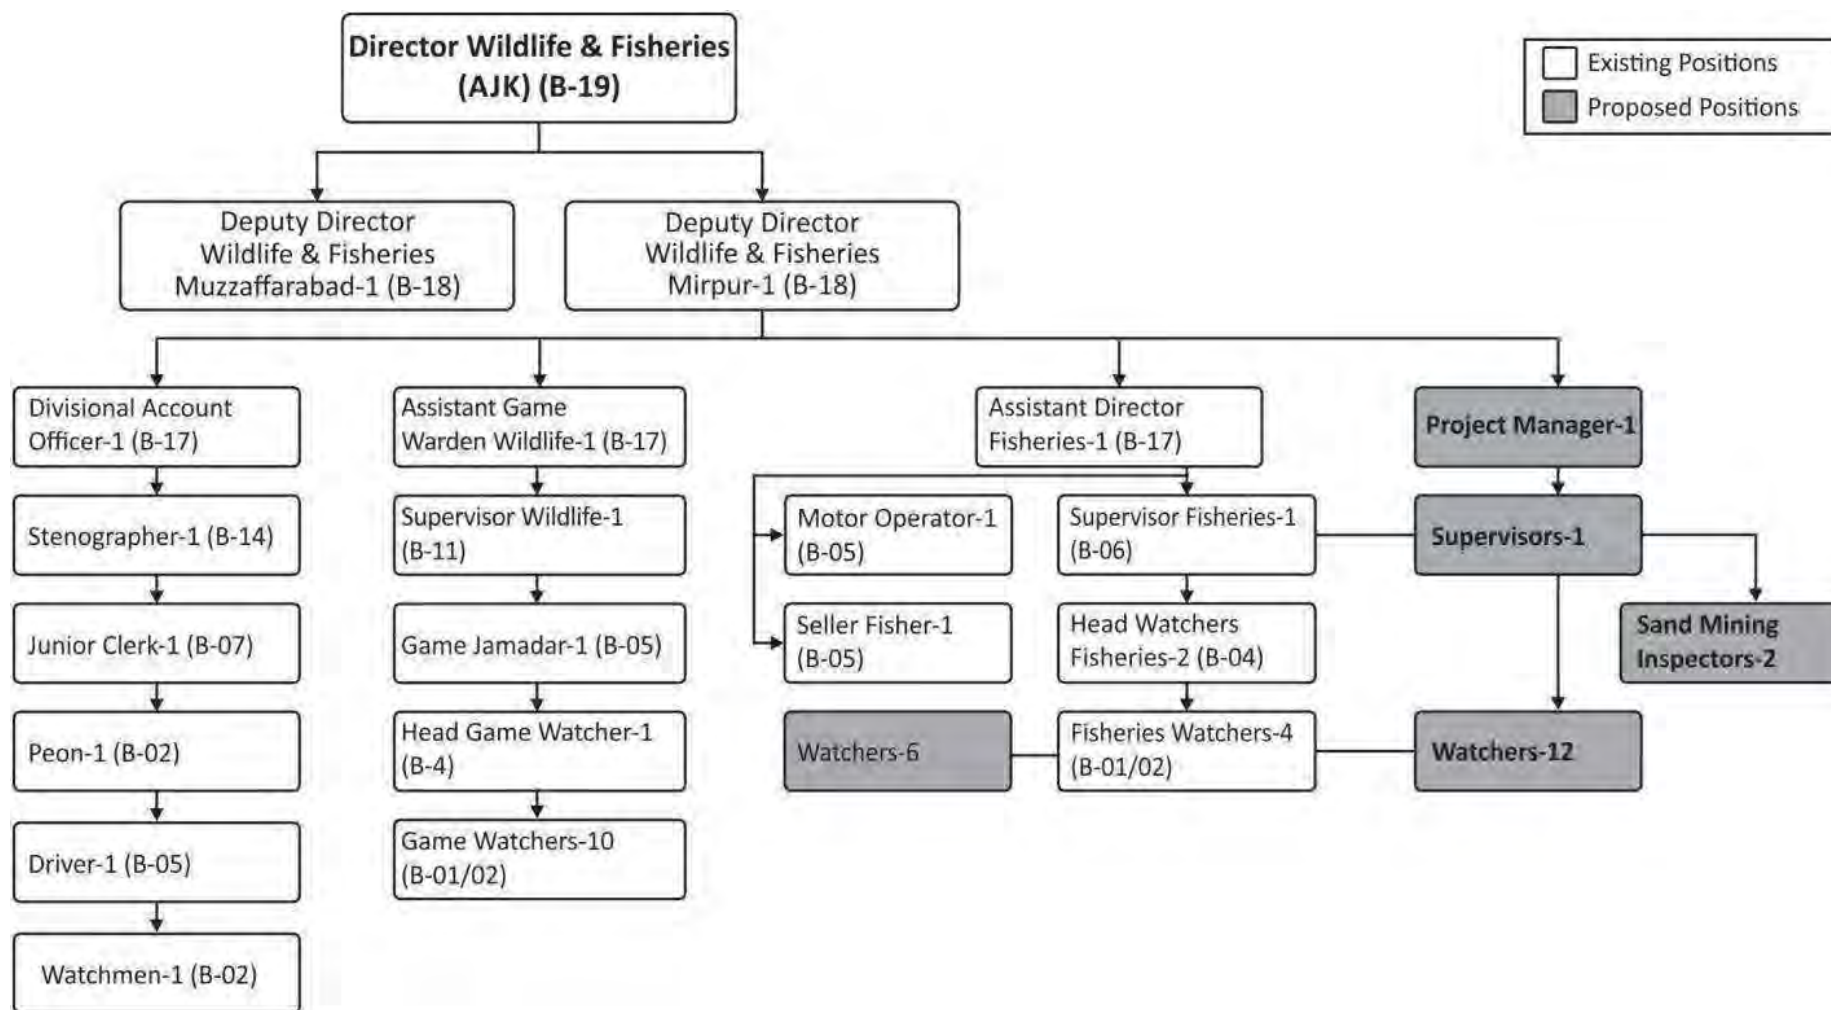 Director Wildlife & Fisheries
(AJK) (B-19)
Existing Positions
Proposed Positions
Deputy Director
Wildlife & Fisheries
Muzzaffarabad-1 (B-18)
Deputy Director
Wildlife & Fisheries
Mirpur-1 (B-18)
Divisional Account
Officer-1 (B-17)
Stenographer-1 (B-14)
Junior Clerk-1 (B-07)
Peon-1 (B-02)
Driver-1 (B-05)
Watchmen-1 (B-02)
Assistant Game
Warden Wildlife-1 (B-17)
Supervisor Wildlife-1
(B-11)
Game Jamadar-1 (B-05)
Head Game Watcher-1
(B-4)
Game Watchers-10
(B-01/02)
Assistant Director
Fisheries-1 (B-17)
Motor Operator-1
(B-05)
Seller Fisher-1
(B-05)
Watchers-6
Supervisor Fisheries-1
(B-06)
Head Watchers
Fisheries-2 (B-04)
Fisheries Watchers-4
(B-01/02)
Project Manager-1
Supervisors-1
Sand Mining
Inspectors-2
Watchers-12